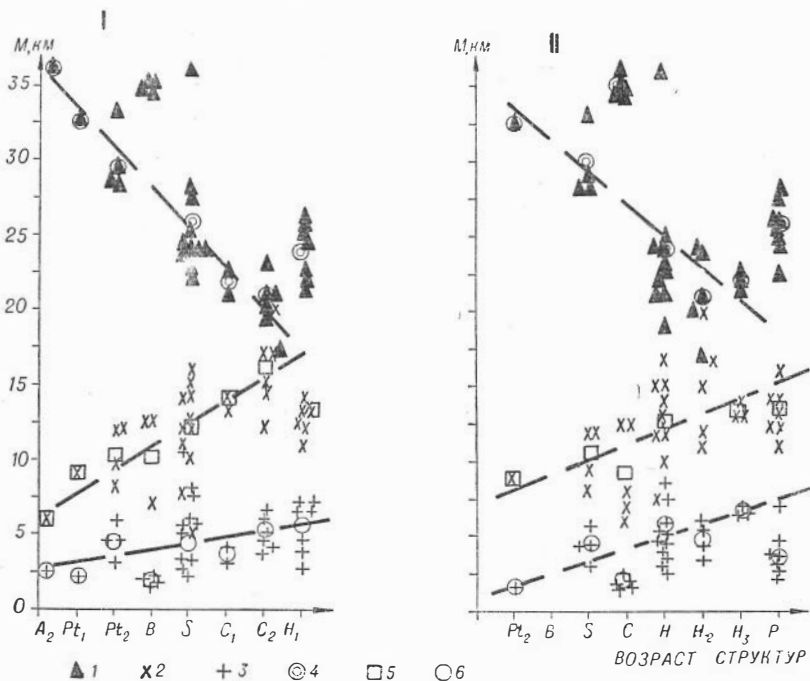 I II
М, км М, км
35
30
25
20
15
10
5
0
A₂ Pt₁ Pt₂ B S C₁ C₂ H₁
Pt₂ B S C H H₂ H₃ P
ВОЗРАСТ СТРУКТУР
1 2 3 4 5 6